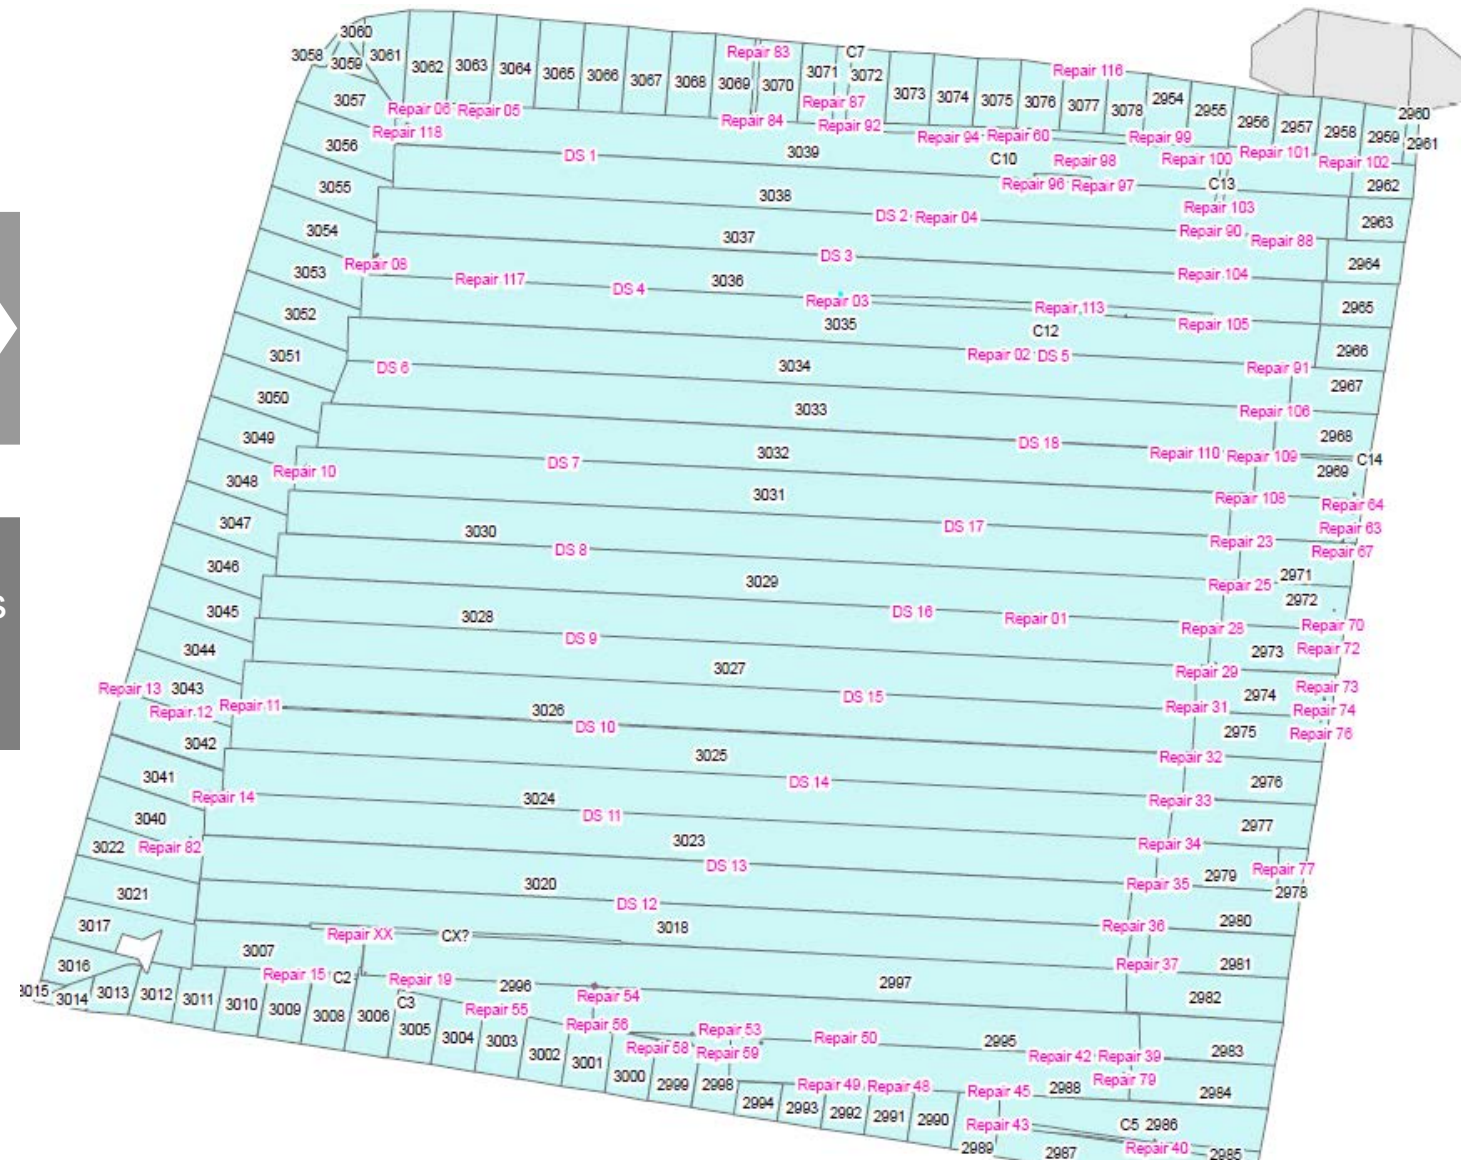 3060
3058 3059 3061 3062 3063 3064 3065 3066 3067 3068 3069 Repair 83 3070 3071 C7 3072 3073 3074 3075 3076 Repair 116 3077 3078 2954 2955 2956 2957 2958 2959 2960
2961
3057 Repair 06 Repair 05 Repair 87
Repair 118 Repair 84 Repair 92 Repair 94 Repair 60 Repair 99
3056 DS 1 3039 C10 Repair 98 Repair 100 Repair 101 Repair 102
3055 3038 Repair 96 Repair 97 C13 2962
DS 2 Repair 04 Repair 103 2963
3054 3037 Repair 90 Repair 88
3053 Repair 08 DS 3 2964
Repair 117 DS 4 3036 Repair 104
3052 Repair 03 Repair 113 2965
3035 C12 Repair 105
3051 DS 6 3034 Repair 02 DS 5 Repair 91 2966
2967
3050 3033 Repair 106
3049 DS 18 2968
3048 Repair 10 DS 7 3032 Repair 110 Repair 109 2969 C14
3031 Repair 108 Repair 64
3047 3030 DS 17 Repair 23 Repair 63
3046 DS 8 Repair 67
3029 Repair 25 2971
3045 3028 DS 16 Repair 01 2972
3044 DS 9 Repair 28 Repair 70
3027 Repair 29 2973 Repair 72
Repair 13 3043 DS 15 2974 Repair 73
Repair 12 Repair 11 3026 Repair 31 Repair 74
3042 DS 10 2975 Repair 76
3025 Repair 32
3041 DS 14 2976
Repair 14 3024 Repair 33
3040 DS 11 2977
3022 Repair 82 3023 Repair 34
DS 13 2979 Repair 77
3021 3020 Repair 35 2978
DS 12 2980
3017 Repair XX CX? 3018 Repair 36
3007 Repair 37 2981
3016 Repair 15 C2 Repair 19 2996 2997
3015 3014 3013 3012 3011 3010 3009 3008 3006 C3 Repair 54 2982
3005 3004 Repair 55 3003 Repair 56 Repair 53 Repair 50 2995
3002 3001 Repair 58 Repair 59 Repair 42 Repair 39 2983
3000 2999 2998 Repair 49 Repair 48 Repair 45 2988 Repair 79 2984
2994 2993 2992 2991 2990 Repair 43 C5 2986
2989 2987 Repair 40 2985
s